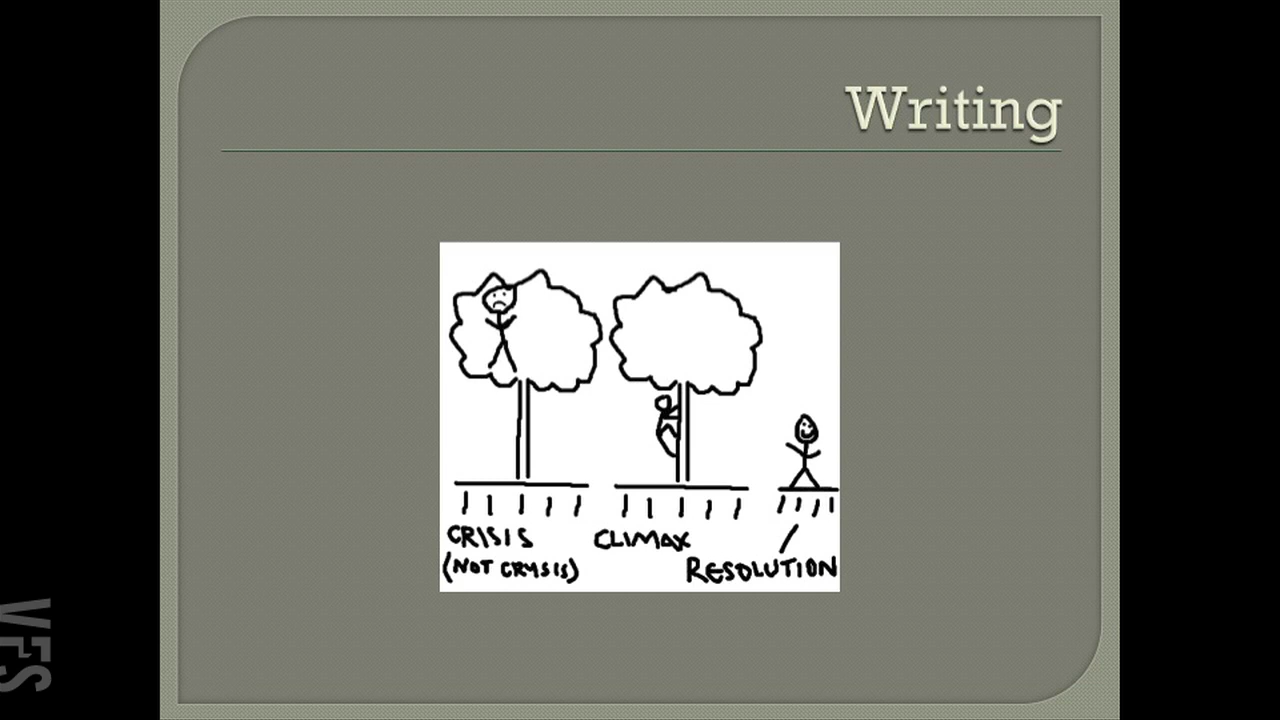 Writing
CRISIS
(NOT CRYSIS)
CLIMAX
RESOLUTION
VFS